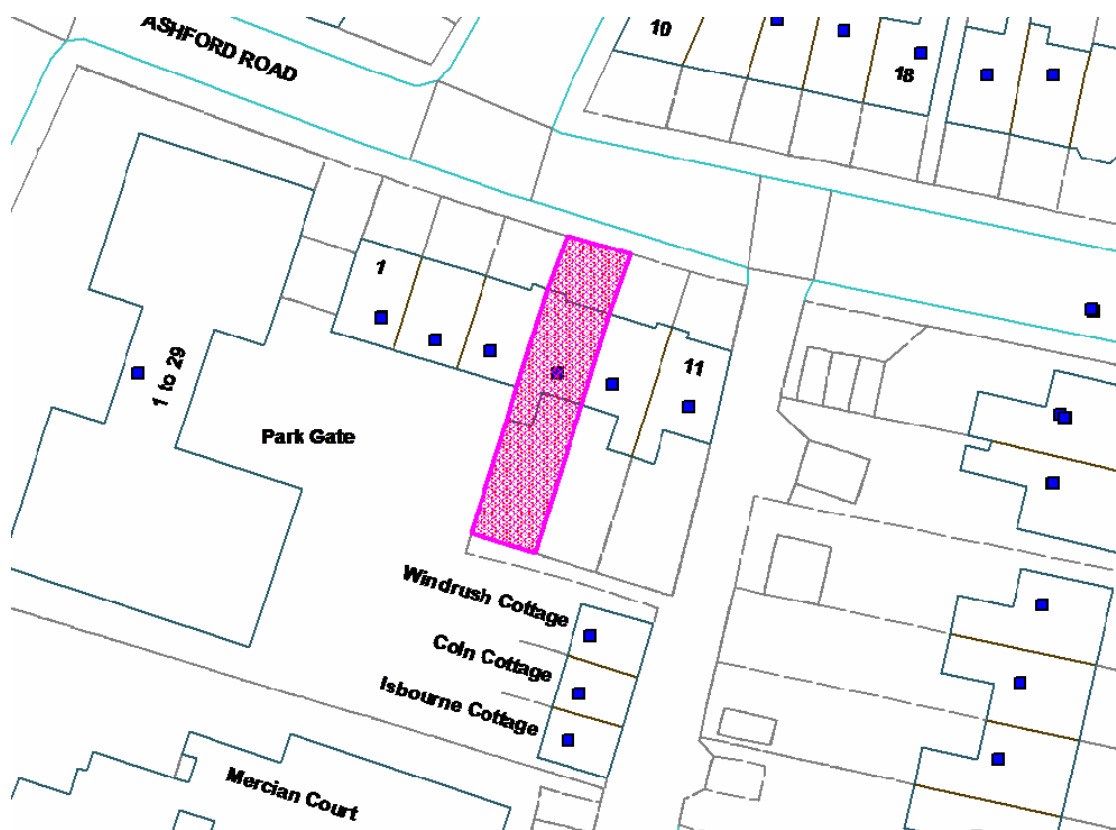 ASHFORD ROAD
10
18
1
11
1 to 29
Park Gate
Windrush Cottage
Coln Cottage
Isbourne Cottage
Mercian Court